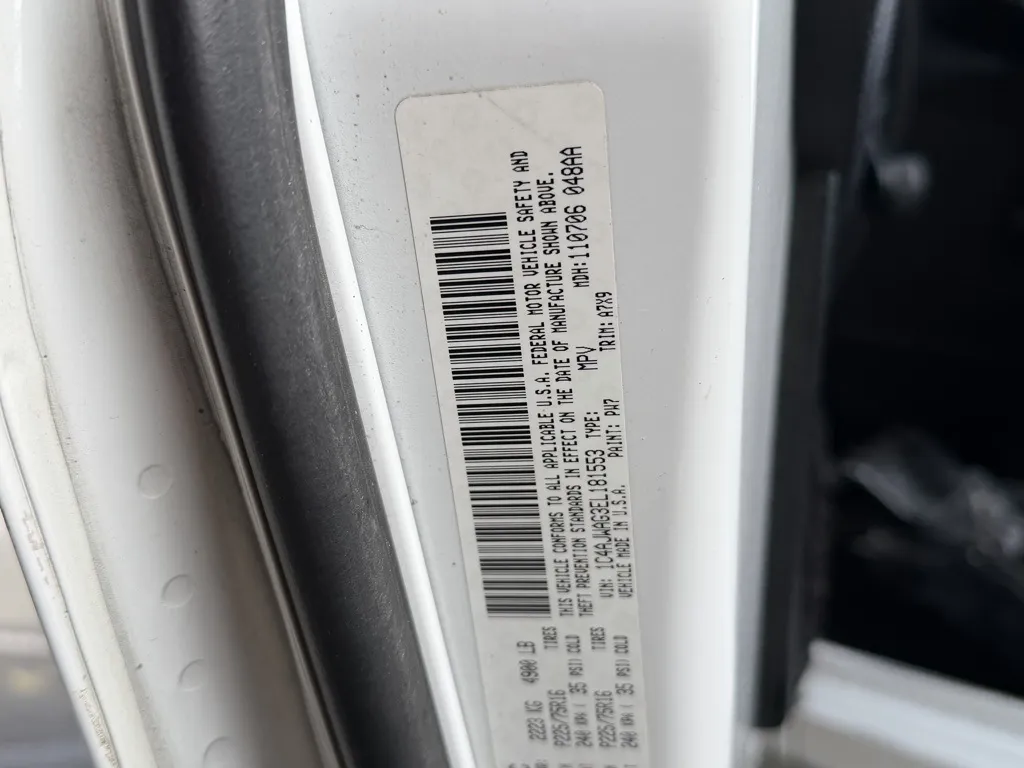 2223 KG 4900 LB
P225/75R16 TIRES
240 KPA ( 35 PSI) COLD
P225/75R16 TIRES
240 KPA ( 35 PSI) COLD
THIS VEHICLE CONFORMS TO ALL APPLICABLE U.S.A. FEDERAL MOTOR VEHICLE SAFETY AND
THEFT PREVENTION STANDARDS IN EFFECT ON THE DATE OF MANUFACTURE SHOWN ABOVE.
VIN: 1C4AJWAG3EL181553 TYPE: MPV MDH:110706 048AA
VEHICLE MADE IN U.S.A. PAINT: PW7 TRIM: A7X9